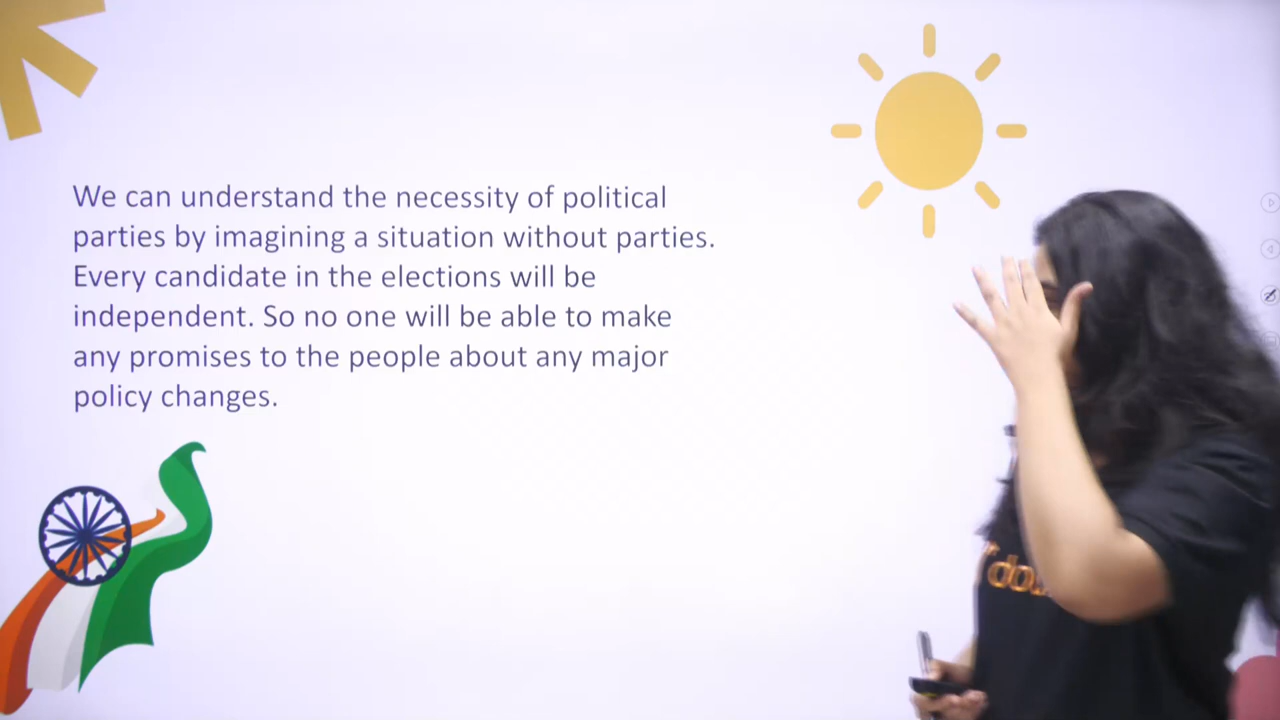 We can understand the necessity of political
parties by imagining a situation without parties.
Every candidate in the elections will be
independent. So no one will be able to make
any promises to the people about any major
policy changes.